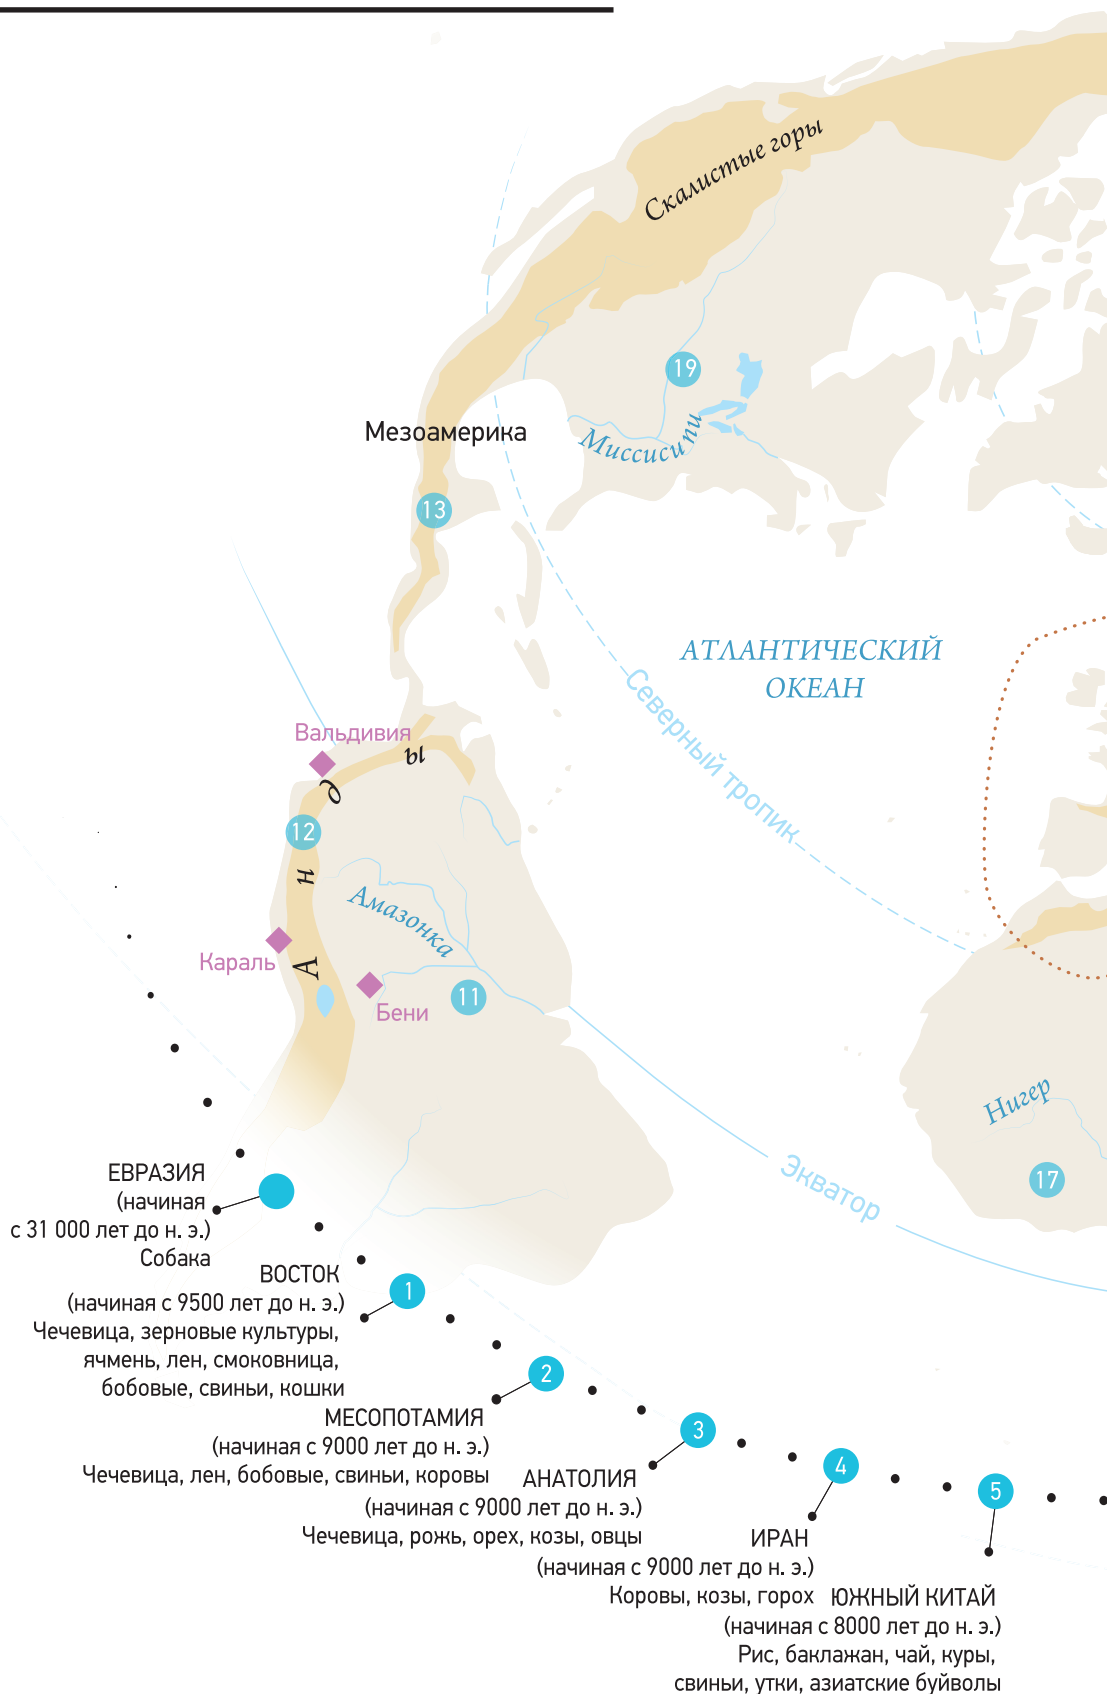 Скалистые горы
19
Миссисипи
Мезоамерика
13
АТЛАНТИЧЕСКИЙ
ОКЕАН
Северный тропик
Вальдивия
Анды
12
Амазонка
Караль
Бени
11
Нигер
17
Экватор
ЕВРАЗИЯ
(начиная
с 31 000 лет до н. э.)
Собака
1
ВОСТОК
(начиная с 9500 лет до н. э.)
Чечевица, зерновые культуры,
ячмень, лен, смоковница,
бобовые, свиньи, кошки
2
МЕСОПОТАМИЯ
(начиная с 9000 лет до н. э.)
Чечевица, лен, бобовые, свиньи, коровы
3
АНАТОЛИЯ
(начиная с 9000 лет до н. э.)
Чечевица, рожь, орех, козы, овцы
4
ИРАН
(начиная с 9000 лет до н. э.)
Коровы, козы, горох
5
ЮЖНЫЙ КИТАЙ
(начиная с 8000 лет до н. э.)
Рис, баклажан, чай, куры,
свиньи, утки, азиатские буйволы